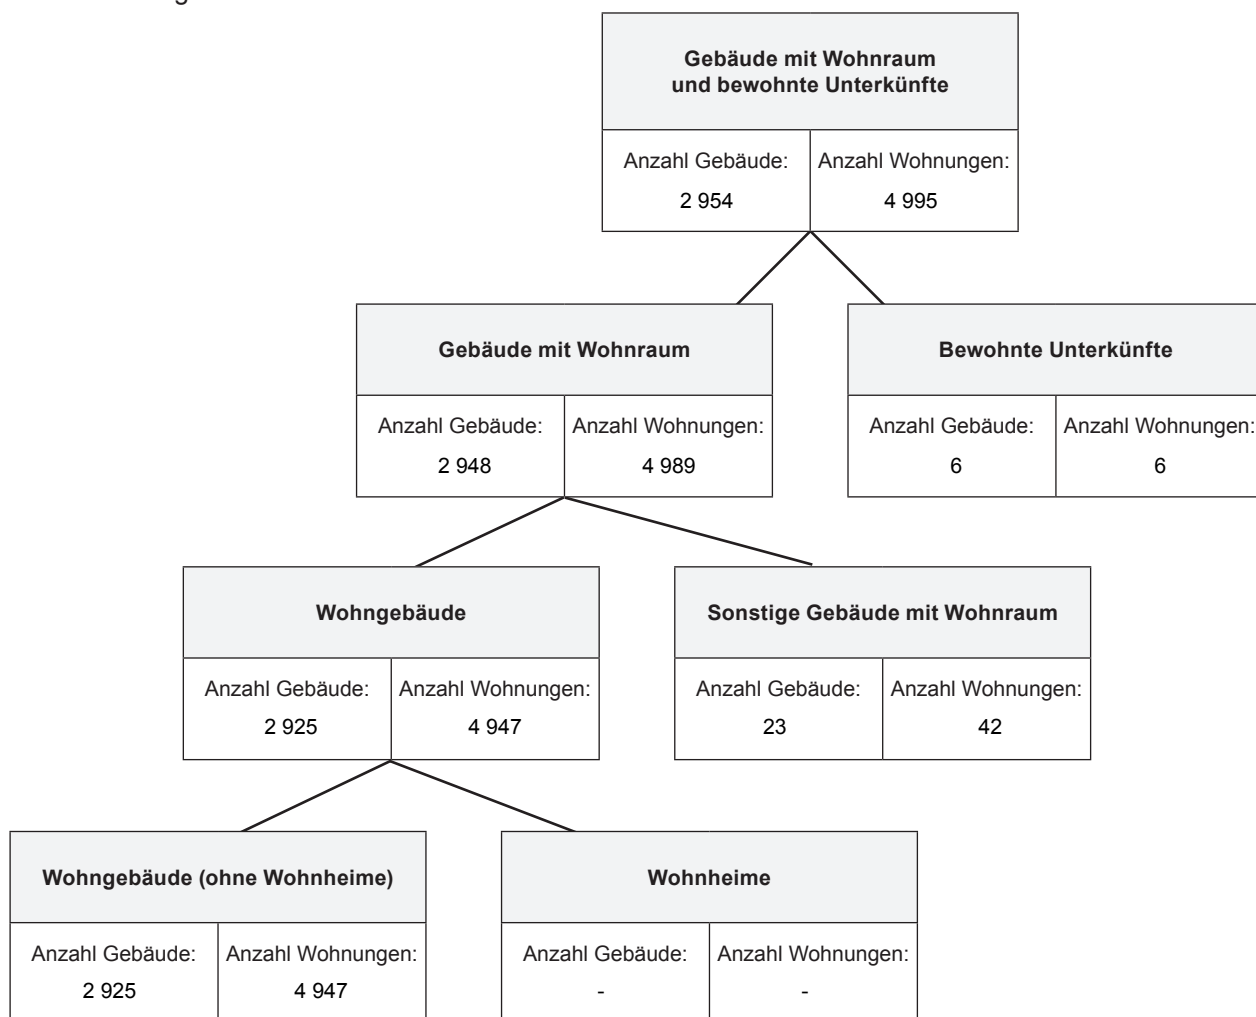 Gebäude mit Wohnraum
und bewohnte Unterkünfte
Anzahl Gebäude: Anzahl Wohnungen:
2 954 4 995
Gebäude mit Wohnraum
Anzahl Gebäude: Anzahl Wohnungen:
2 948 4 989
Bewohnte Unterkünfte
Anzahl Gebäude: Anzahl Wohnungen:
6 6
Wohngebäude
Anzahl Gebäude: Anzahl Wohnungen:
2 925 4 947
Sonstige Gebäude mit Wohnraum
Anzahl Gebäude: Anzahl Wohnungen:
23 42
Wohngebäude (ohne Wohnheime)
Anzahl Gebäude: Anzahl Wohnungen:
2 925 4 947
Wohnheime
Anzahl Gebäude: Anzahl Wohnungen:
- -